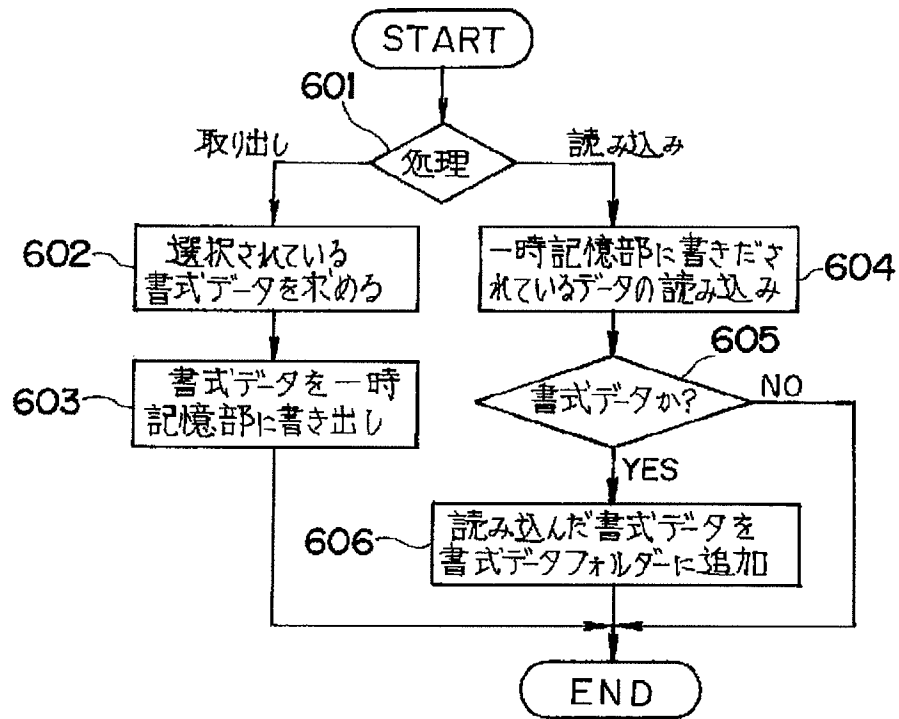 START
601
取り出し
処理
読み込み
602
選択されている
書式データを求める
一時記憶部に書きださ
れているデータの読み込み
604
603
書式データを一時
記憶部に書き出し
605
書式データか?
NO
YES
606
読み込んだ書式データを
書式データフォルダーに追加
END